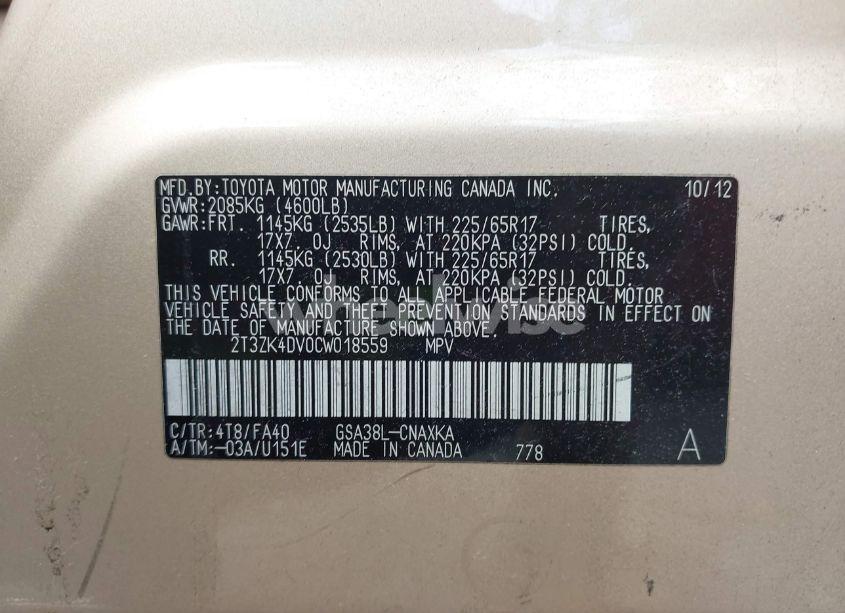 MFD.BY:TOYOTA MOTOR MANUFACTURING CANADA INC. 10/12
GVWR:2085KG (4600LB)
GAWR:FRT. 1145KG (2535LB) WITH 225/65R17 TIRES,
17X7.0J RIMS, AT 220KPA (32PSI) COLD.
RR. 1145KG (2530LB) WITH 225/65R17 TIRES,
17X7.0J RIMS, AT 220KPA (32PSI) COLD.
THIS VEHICLE CONFORMS TO ALL APPLICABLE FEDERAL MOTOR
VEHICLE SAFETY AND THEFT PREVENTION STANDARDS IN EFFECT ON
THE DATE OF MANUFACTURE SHOWN ABOVE.
2T3ZK4DV0CW018559 MPV
C/TR:4T8/FA40 GSA38L-CNAXKA
A/TM:-03A/U151E MADE IN CANADA 778 A